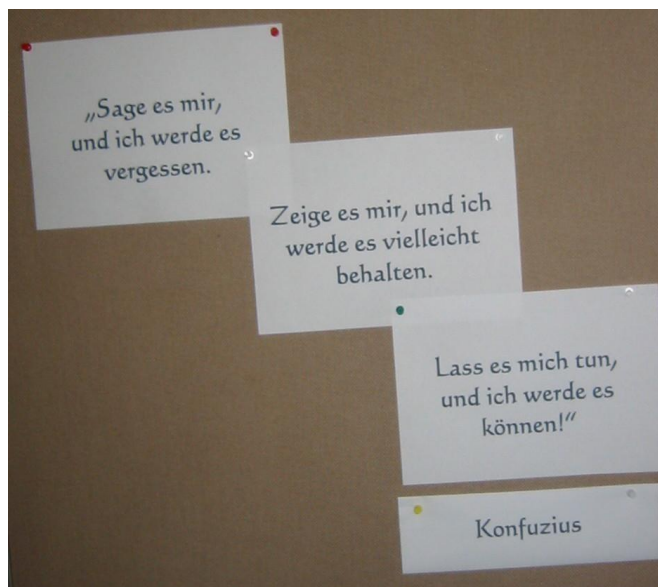 „Sage es mir,
und ich werde es
vergessen.
Zeige es mir, und ich
werde es vielleicht
behalten.
Lass es mich tun,
und ich werde es
können!“
Konfuzius